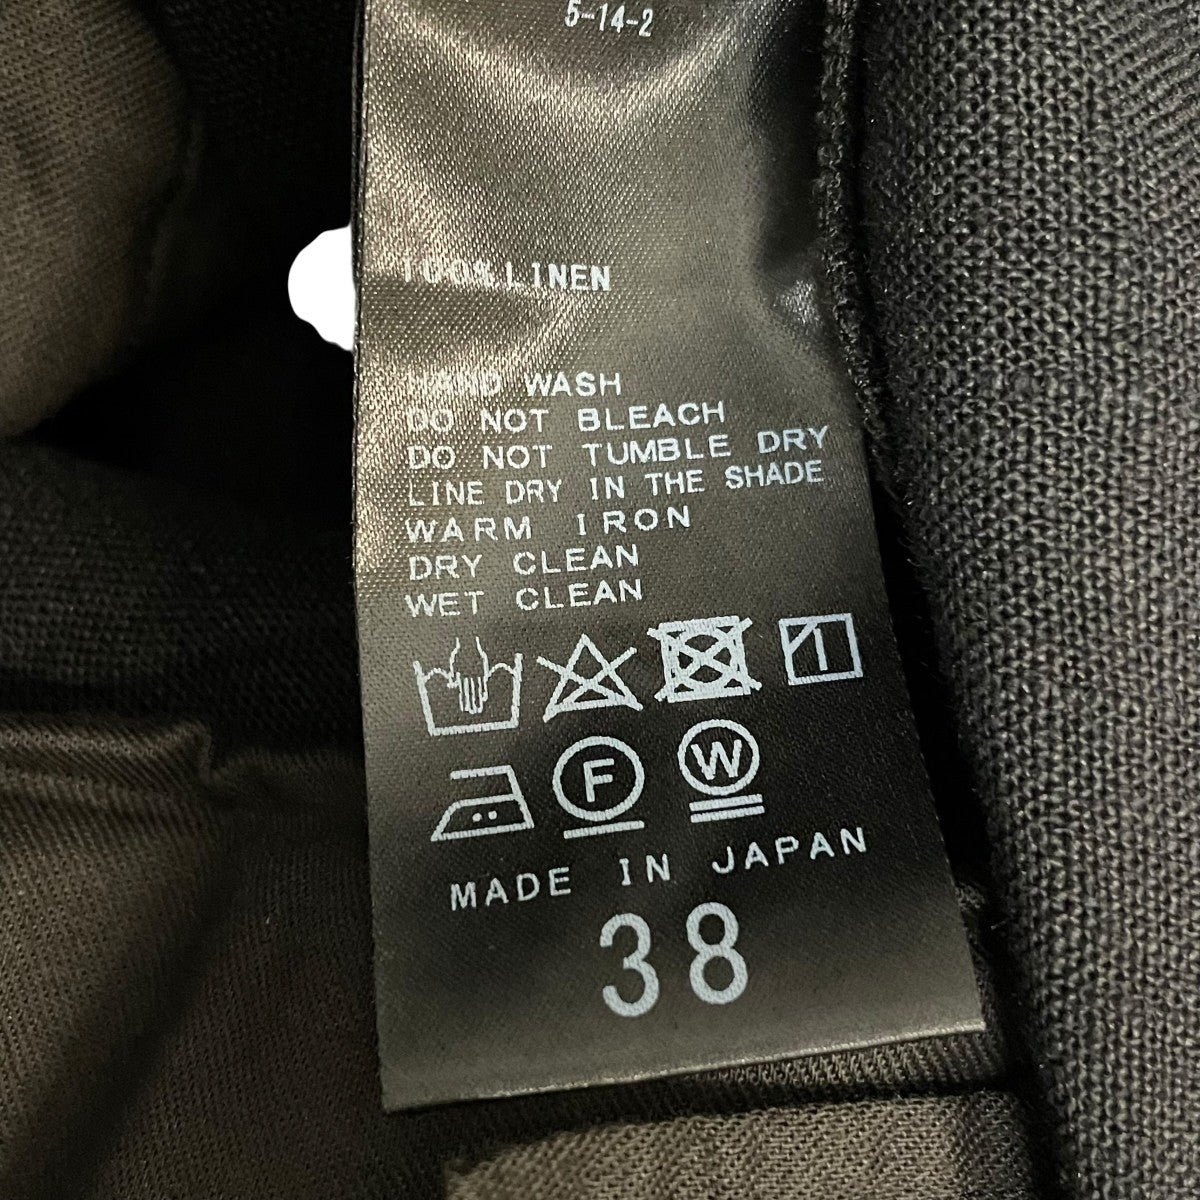 5-14-2
100% LINEN
HAND WASH
DO NOT BLEACH
DO NOT TUMBLE DRY
LINE DRY IN THE SHADE
WARM IRON
DRY CLEAN
WET CLEAN
F W
MADE IN JAPAN
38